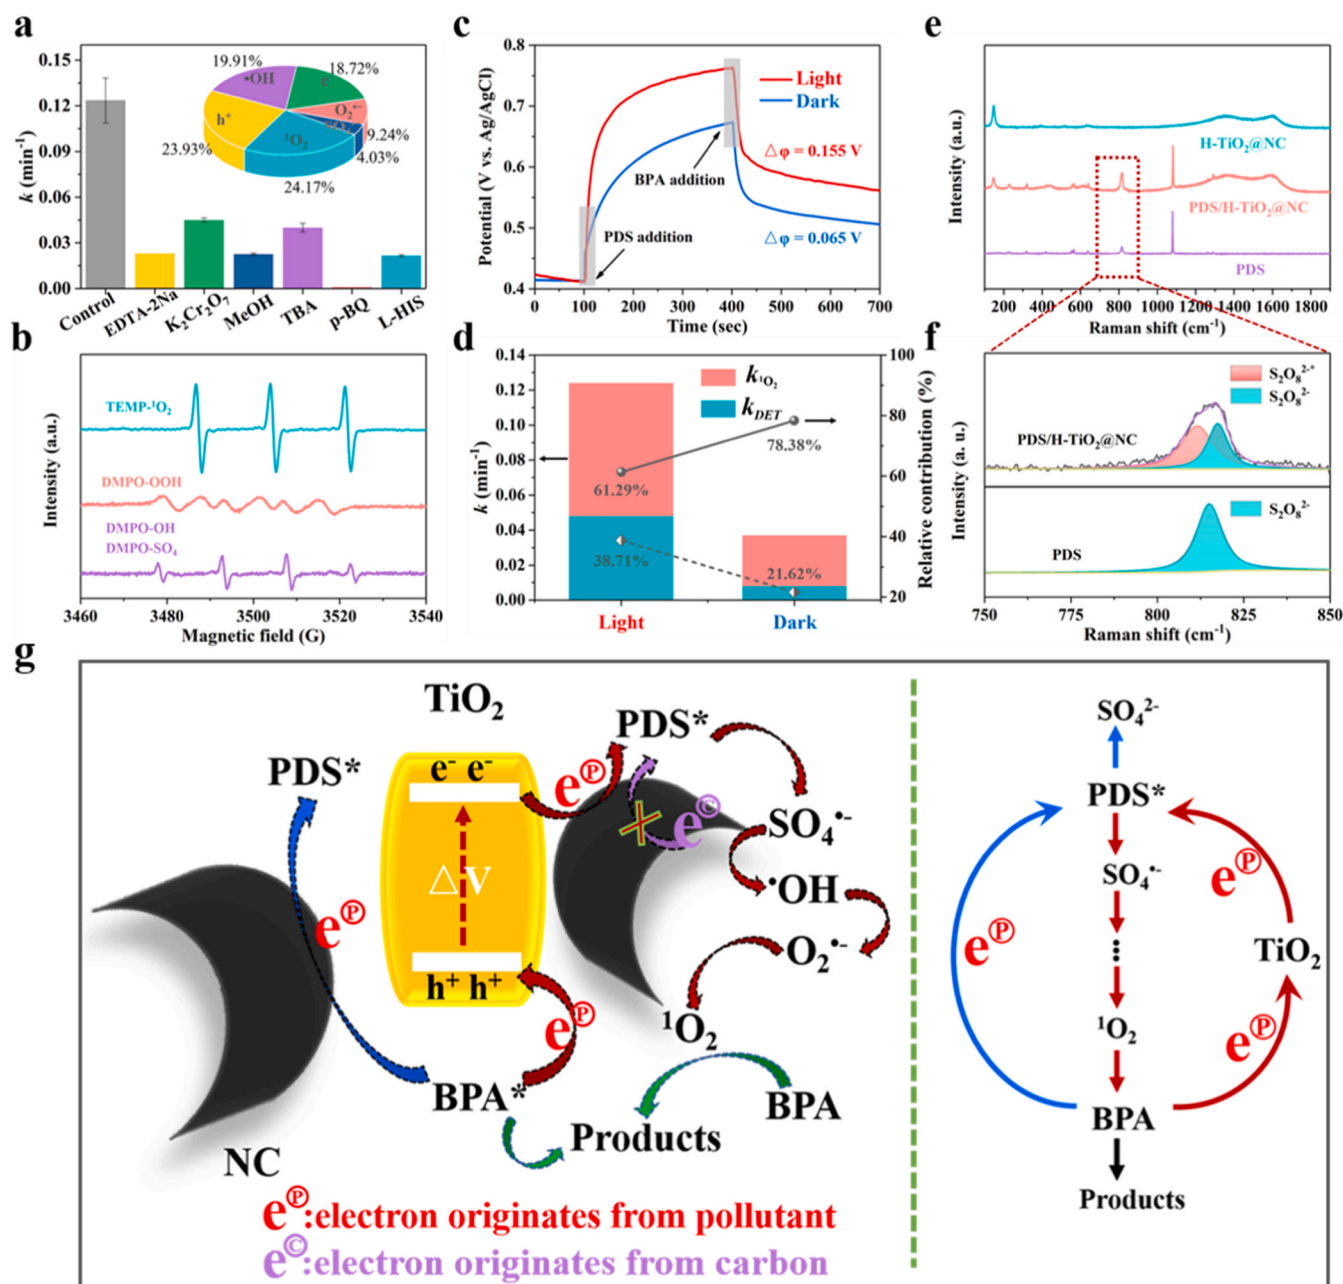 a
k (min⁻¹)
0.15
0.12
0.09
0.06
0.03
0.00
Control
EDTA-2Na
K₂Cr₂O₇
MeOH
TBA
p-BQ
L-HIS
19.91%
•OH
18.72%
O₂•⁻
9.24%
4.03%
h⁺
23.93%
¹O₂
24.17%
b
Intensity (a.u.)
TEMP-¹O₂
DMPO-OOH
DMPO-OH
DMPO-SO₄
3460 3480 3500 3520 3540
Magnetic field (G)
c
Potential (V vs. Ag/AgCl)
0.8
0.7
0.6
0.5
0.4
Light
Dark
△φ = 0.155 V
BPA addition
PDS addition
△φ = 0.065 V
0 100 200 300 400 500 600 700
Time (sec)
d
k (min⁻¹)
0.14
0.12
0.10
0.08
0.06
0.04
0.02
0.00
k¹O₂
kDET
78.38%
61.29%
38.71%
21.62%
Light Dark
100
80
60
40
20
Relative contribution (%)
e
Intensity (a.u.)
H-TiO₂@NC
PDS/H-TiO₂@NC
PDS
200 400 600 800 1000 1200 1400 1600 1800
Raman shift (cm⁻¹)
f
Intensity (a. u.)
S₂O₈²⁻*
S₂O₈²⁻
PDS/H-TiO₂@NC
S₂O₈²⁻
PDS
750 775 800 825 850
Raman shift (cm⁻¹)
g
TiO₂
PDS*
e⁻ e⁻
eⓅ
PDS*
eⒸ
SO₄•⁻
△V
eⓅ
•OH
O₂•⁻
h⁺ h⁺
eⓅ
¹O₂
BPA*
BPA
Products
NC
eⓅ:electron originates from pollutant
eⒸ:electron originates from carbon
SO₄²⁻
PDS*
SO₄•⁻
eⓅ
eⓅ
TiO₂
¹O₂
eⓅ
BPA
Products